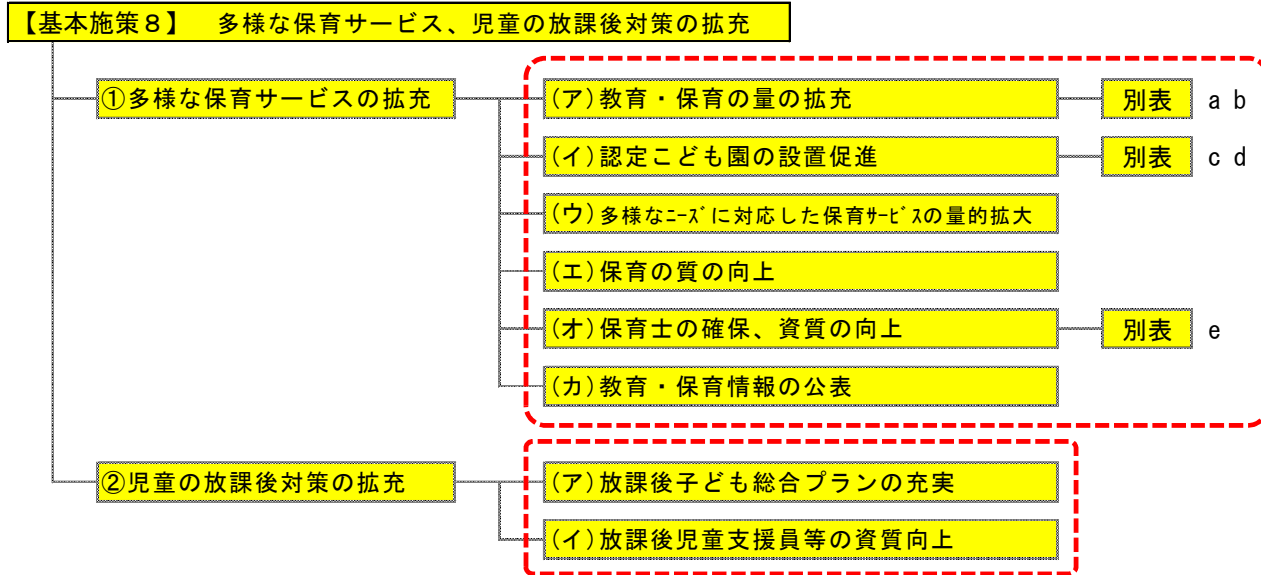 【基本施策８】　多様な保育サービス、児童の放課後対策の拡充
①多様な保育サービスの拡充
(ア)教育・保育の量の拡充　別表　a b
(イ)認定こども園の設置促進　別表　c d
(ウ)多様なﾆｰｽﾞに対応した保育ｻｰﾋﾞｽの量的拡大
(エ)保育の質の向上
(オ)保育士の確保、資質の向上　別表　e
(カ)教育・保育情報の公表
②児童の放課後対策の拡充
(ア)放課後子ども総合プランの充実
(イ)放課後児童支援員等の資質向上